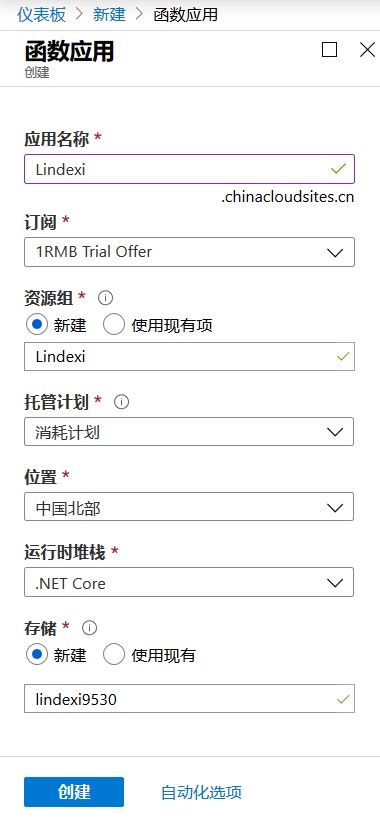 仪表板 > 新建 > 函数应用
函数应用
创建
应用名称 *
Lindexi
.chinacloudsites.cn
订阅 *
1RMB Trial Offer
资源组 *
新建 使用现有项
Lindexi
托管计划 *
消耗计划
位置 *
中国北部
运行时堆栈 *
.NET Core
存储 *
新建 使用现有
lindexi9530
创建 自动化选项